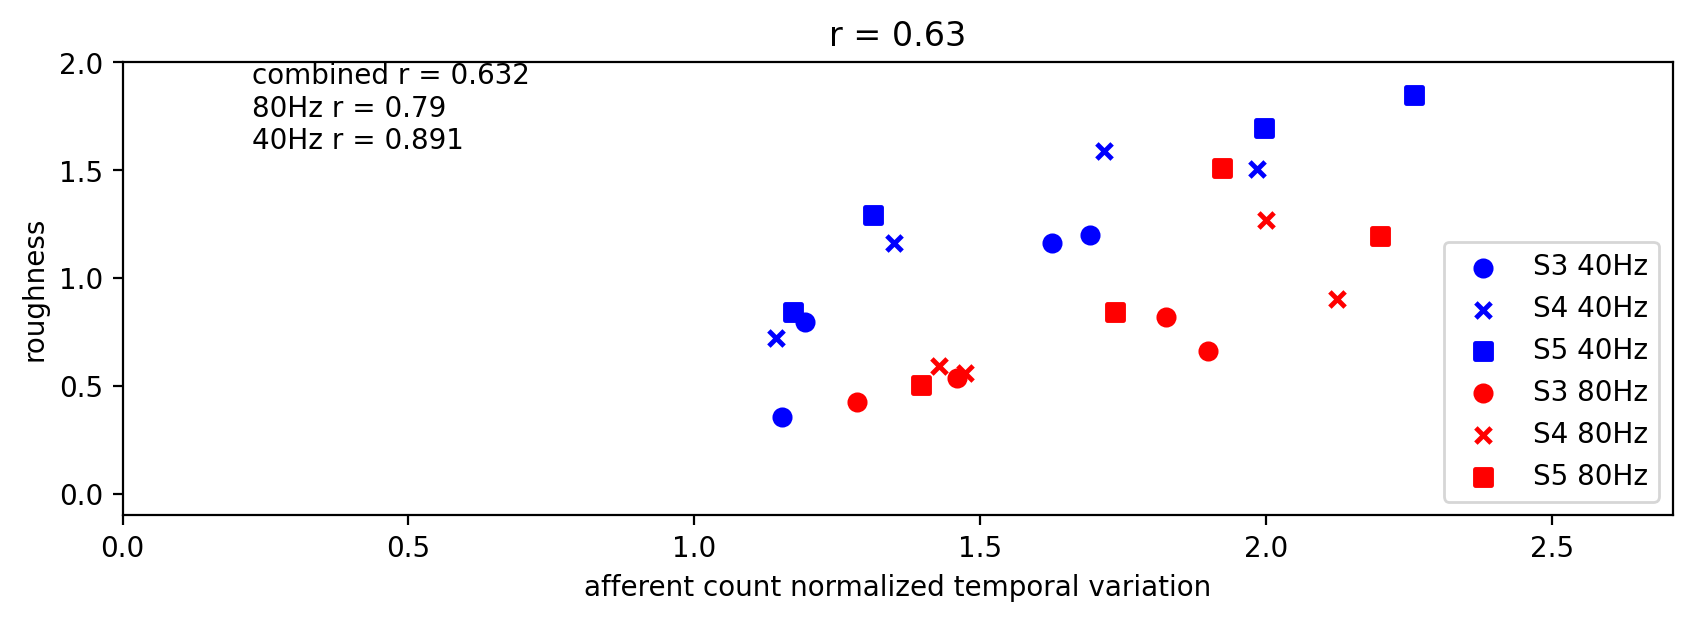 r = 0.63
combined r = 0.632
80Hz r = 0.79
40Hz r = 0.891
2.0
1.5
1.0
0.5
0.0
roughness
S3 40Hz
S4 40Hz
S5 40Hz
S3 80Hz
S4 80Hz
S5 80Hz
0.0 0.5 1.0 1.5 2.0 2.5
afferent count normalized temporal variation